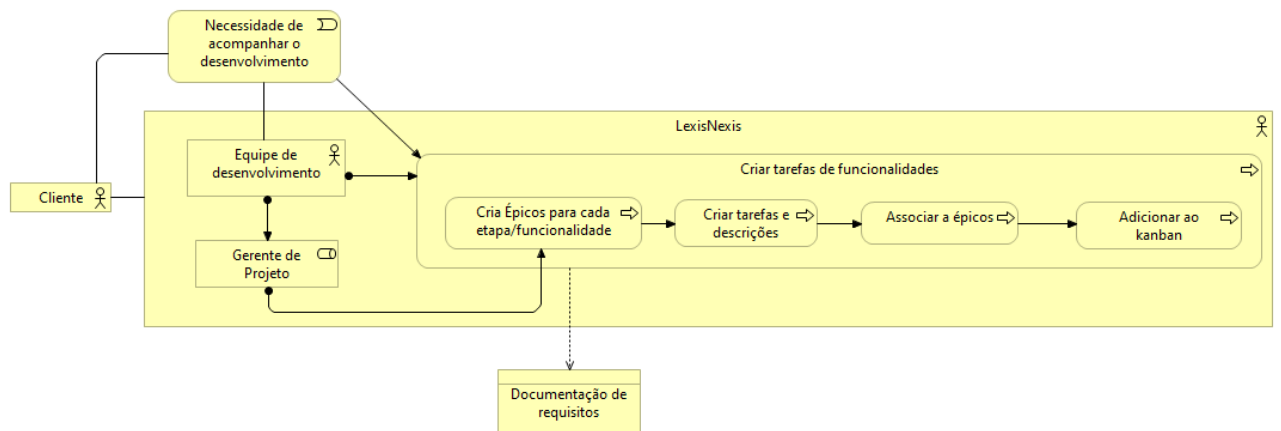 Necessidade de
acompanhar o
desenvolvimento
LexisNexis
Equipe de
desenvolvimento
Criar tarefas de funcionalidades
Cliente
Cria Épicos para cada
etapa/funcionalidade
Criar tarefas e
descrições
Associar a épicos
Adicionar ao
kanban
Gerente de
Projeto
Documentação de
requisitos